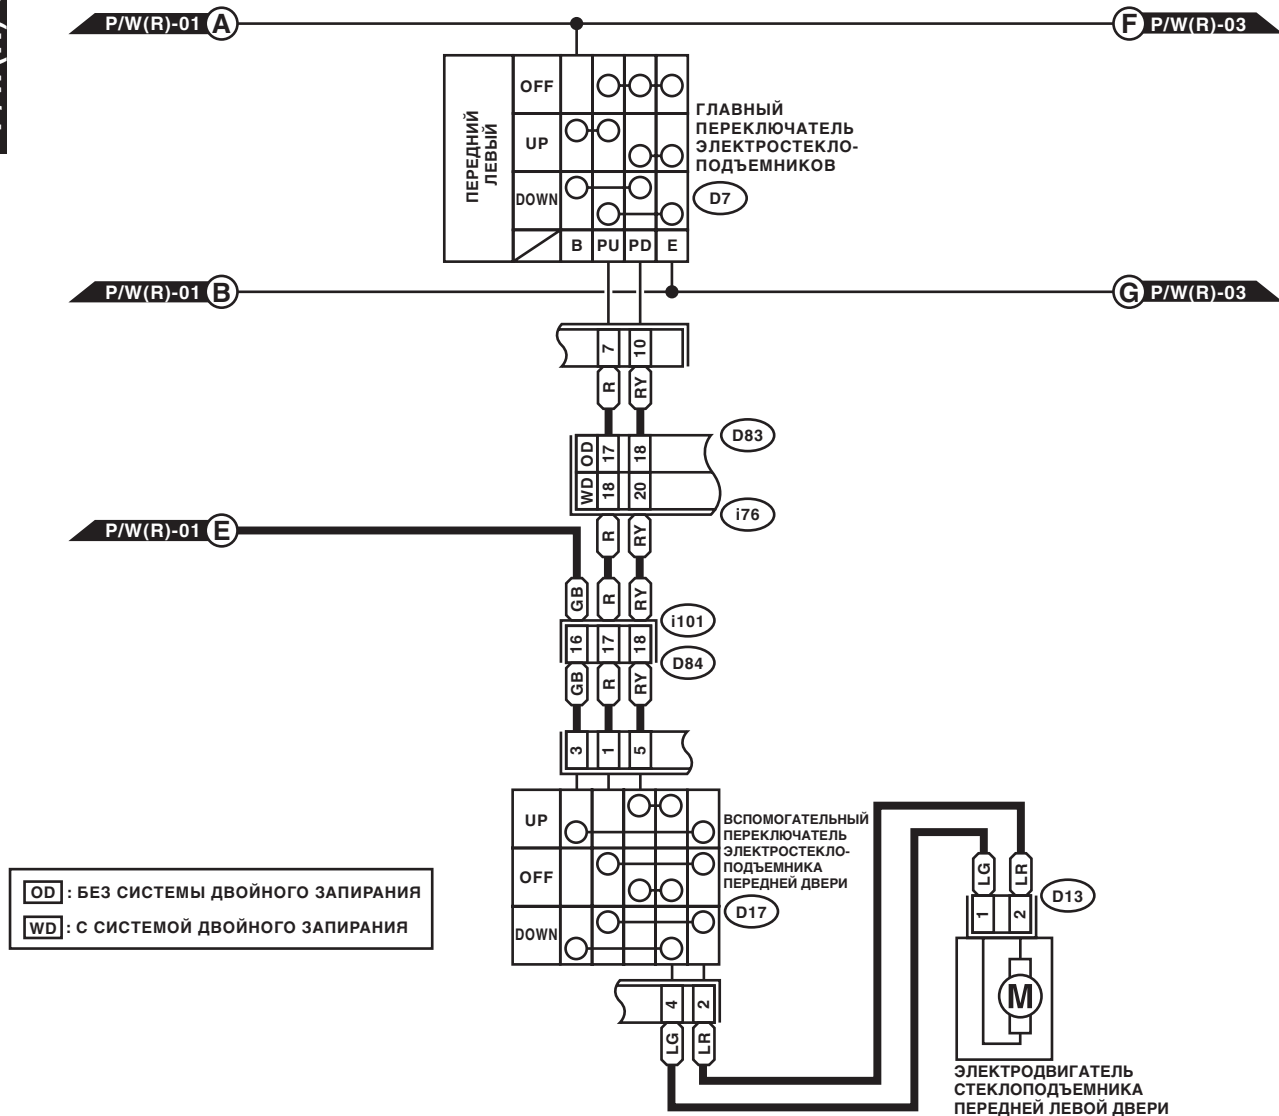 P/W(R)-01 A
F P/W(R)-03
ПЕРЕДНИЙ
ЛЕВЫЙ
OFF
UP
DOWN
B PU PD E
ГЛАВНЫЙ
ПЕРЕКЛЮЧАТЕЛЬ
ЭЛЕКТРОСТЕКЛО-
ПОДЪЕМНИКОВ
D7
P/W(R)-01 B
G P/W(R)-03
7 10
R RY
OD 17 18
D83
WD 18 20
i76
R RY
P/W(R)-01 E
GB R RY
i101
16 17 18
D84
GB R RY
3 1 5
UP
OFF
DOWN
ВСПОМОГАТЕЛЬНЫЙ
ПЕРЕКЛЮЧАТЕЛЬ
ЭЛЕКТРОСТЕКЛО-
ПОДЪЕМНИКА
ПЕРЕДНЕЙ ДВЕРИ
D17
4 2
LG LR
LG LR
D13
1 2
M
ЭЛЕКТРОДВИГАТЕЛЬ
СТЕКЛОПОДЪЕМНИКА
ПЕРЕДНЕЙ ЛЕВОЙ ДВЕРИ
OD : БЕЗ СИСТЕМЫ ДВОЙНОГО ЗАПИРАНИЯ
WD : С СИСТЕМОЙ ДВОЙНОГО ЗАПИРАНИЯ